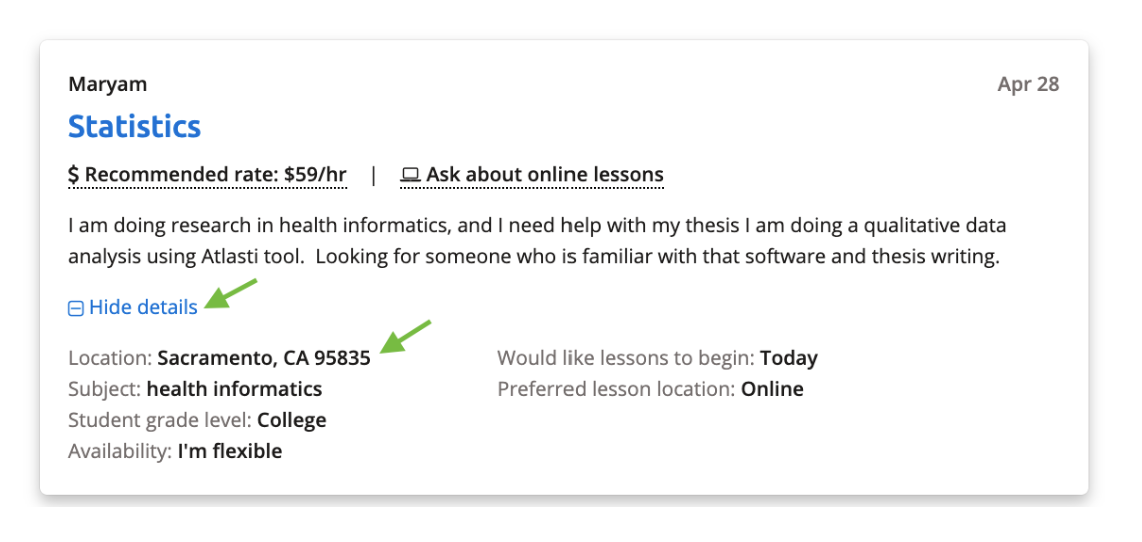 Maryam
Apr 28
Statistics
$ Recommended rate: $59/hr | Ask about online lessons
I am doing research in health informatics, and I need help with my thesis I am doing a qualitative data
analysis using Atlasti tool.  Looking for someone who is familiar with that software and thesis writing.
Hide details
Location: Sacramento, CA 95835
Would like lessons to begin: Today
Subject: health informatics
Preferred lesson location: Online
Student grade level: College
Availability: I'm flexible